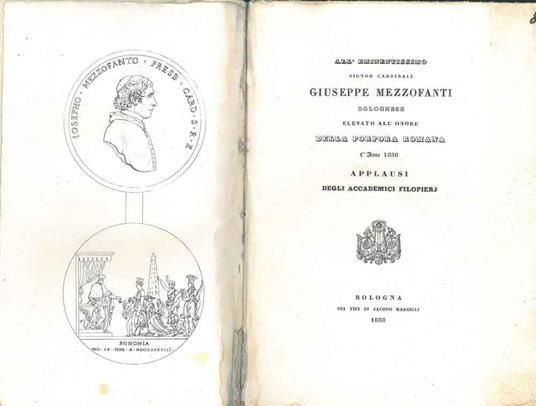 IOSEPHO · MEZZOFANTO · PRESB · CARD · S · R · E
BONONIA
ALL' EMINENTISSIMO
SIGNOR CARDINALE
GIUSEPPE MEZZOFANTI
BOLOGNESE
ELEVATO ALL' ONORE
DELLA PORPORA ROMANA
L' Anno 1838
APPLAUSI
DEGLI ACCADEMICI FILOPIERJ
BOLOGNA
PEI TIPI DI JACOPO MARSIGLI
1838